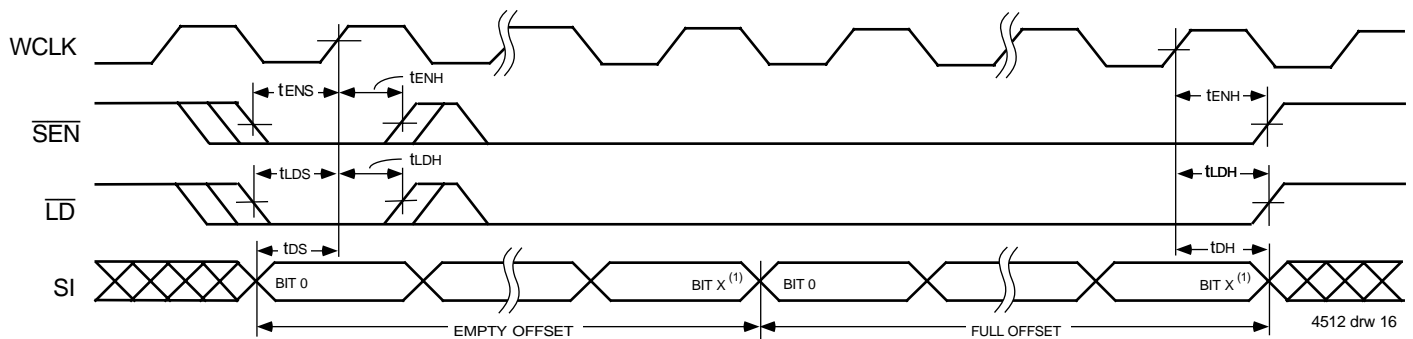 WCLK
tENS
tENH
tENH
SEN
tLDS
tLDH
tLDH
LD
tDS
tDH
SI
BIT 0
BIT X (1)
BIT 0
BIT X (1)
EMPTY OFFSET
FULL OFFSET
4512 drw 16